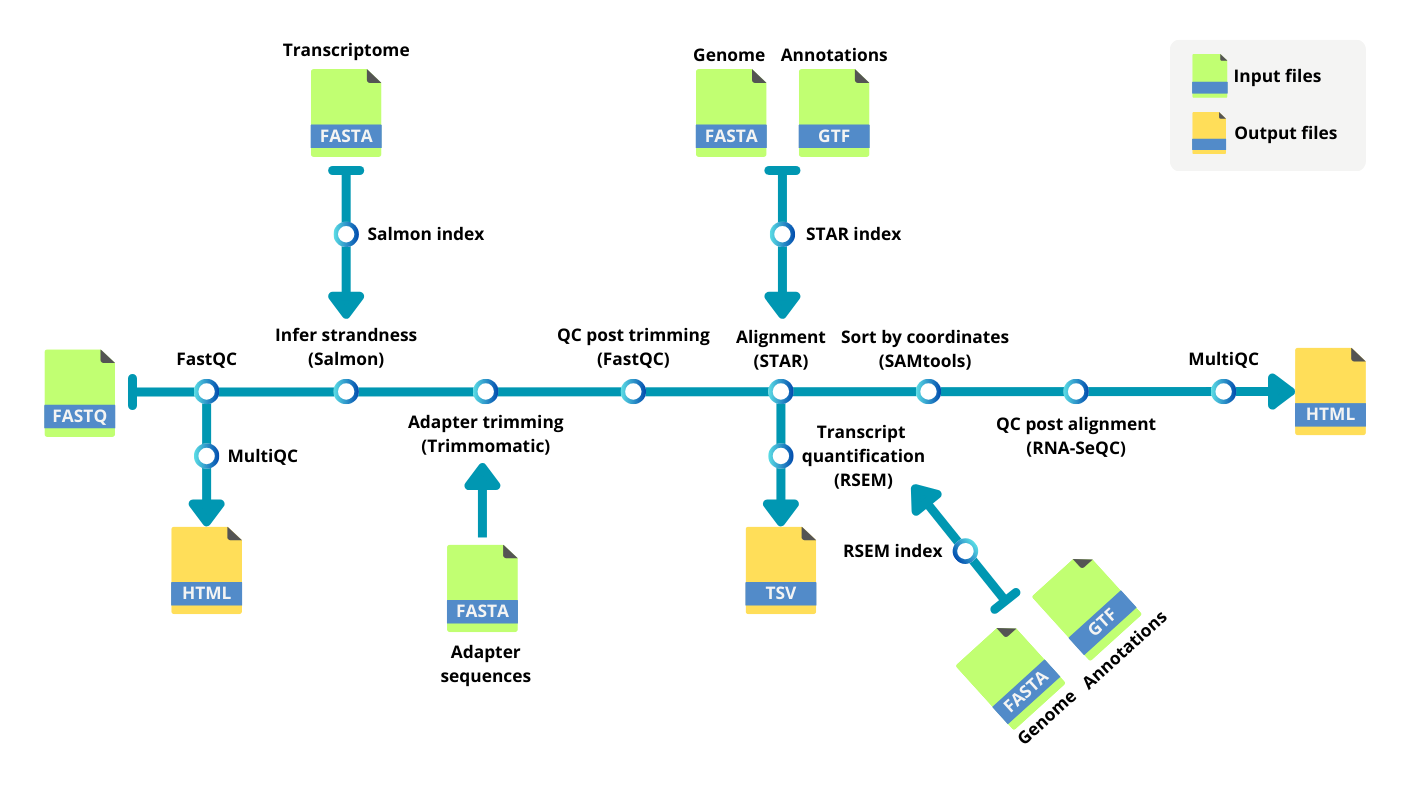 Transcriptome
FASTA
Salmon index
Genome
Annotations
FASTA
GTF
STAR index
Input files
Output files
FASTQ
FastQC
Infer strandness
(Salmon)
Adapter trimming
(Trimmomatic)
QC post trimming
(FastQC)
Alignment
(STAR)
Sort by coordinates
(SAMtools)
QC post alignment
(RNA-SeQC)
MultiQC
HTML
MultiQC
HTML
FASTA
Adapter
sequences
Transcript
quantification
(RSEM)
TSV
RSEM index
FASTA
Genome
GTF
Annotations